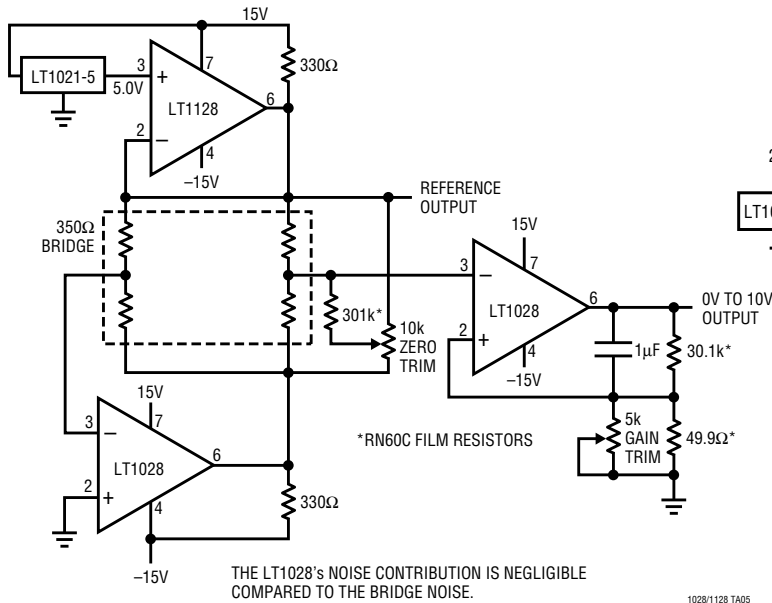 15V
330Ω
LT1021-5
5.0V
3
+
7
LT1128
6
2
−
4
−15V
REFERENCE
OUTPUT
350Ω
BRIDGE
15V
7
3
−
LT1028
6
0V TO 10V
OUTPUT
2
+
4
−15V
301k*
10k
ZERO
TRIM
1μF
30.1k*
5k
GAIN
TRIM
49.9Ω*
*RN60C FILM RESISTORS
15V
7
3
−
LT1028
6
2
+
4
330Ω
−15V
THE LT1028's NOISE CONTRIBUTION IS NEGLIGIBLE
COMPARED TO THE BRIDGE NOISE.
1028/1128 TA05